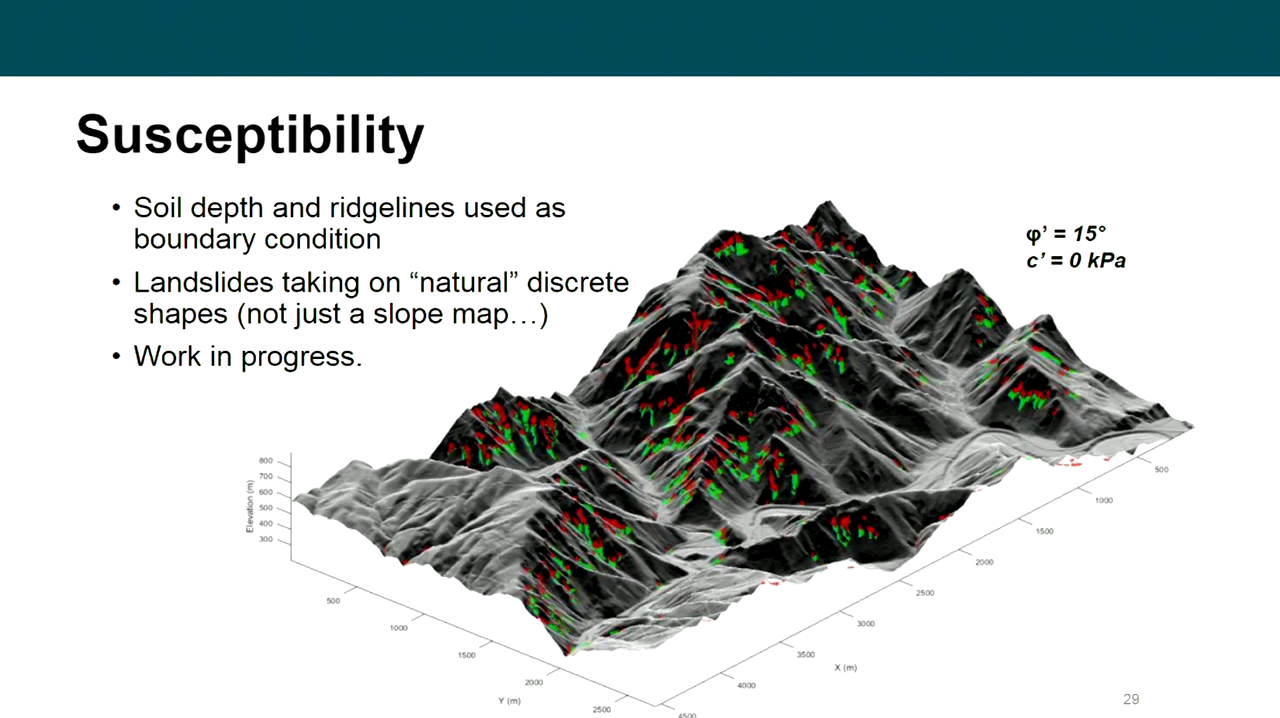 Susceptibility
• Soil depth and ridgelines used as
boundary condition
• Landslides taking on “natural” discrete
shapes (not just a slope map…)
• Work in progress.
φ’ = 15°
c’ = 0 kPa
800
700
600
500
400
300
Elevation (m)
500
1000
1500
2000
2500
Y (m)
500
1000
1500
2000
2500
3000
3500
4000
4500
X (m)
29